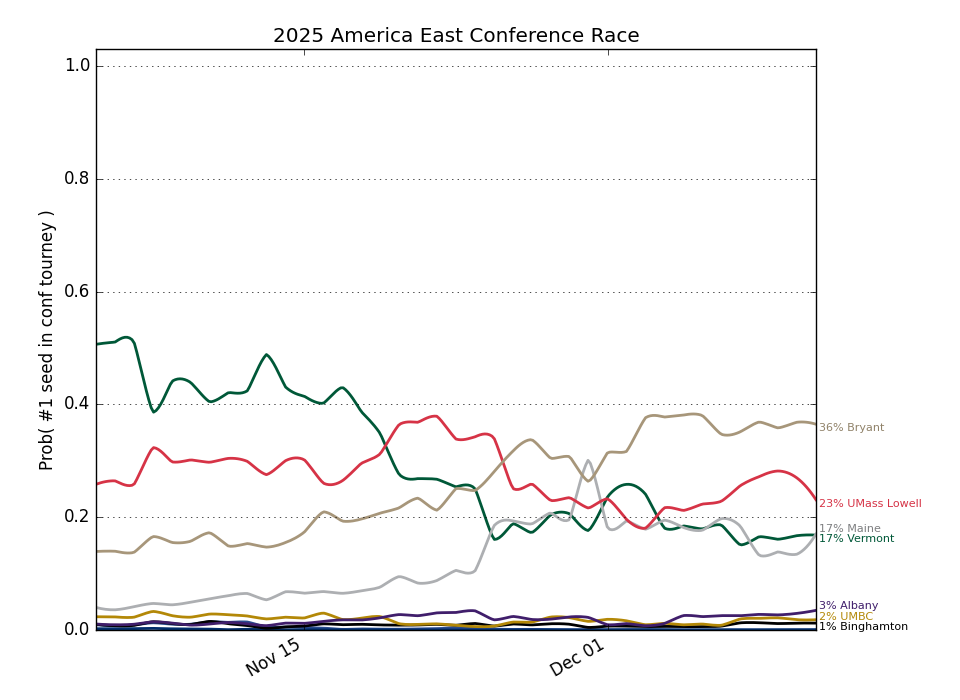 2025 America East Conference Race
Prob( #1 seed in conf tourney )
1.0
0.8
0.6
0.4
0.2
0.0
Nov 15
Dec 01
36% Bryant
23% UMass Lowell
17% Maine
17% Vermont
3% Albany
2% UMBC
1% Binghamton